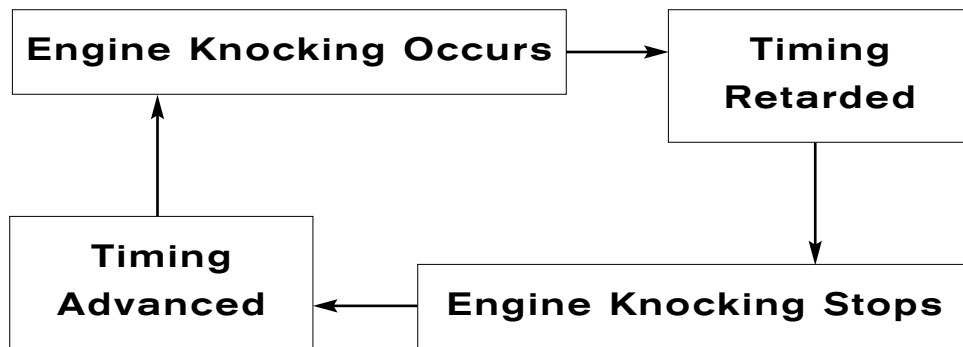 Engine Knocking Occurs
Timing
Retarded
Timing
Advanced
Engine Knocking Stops